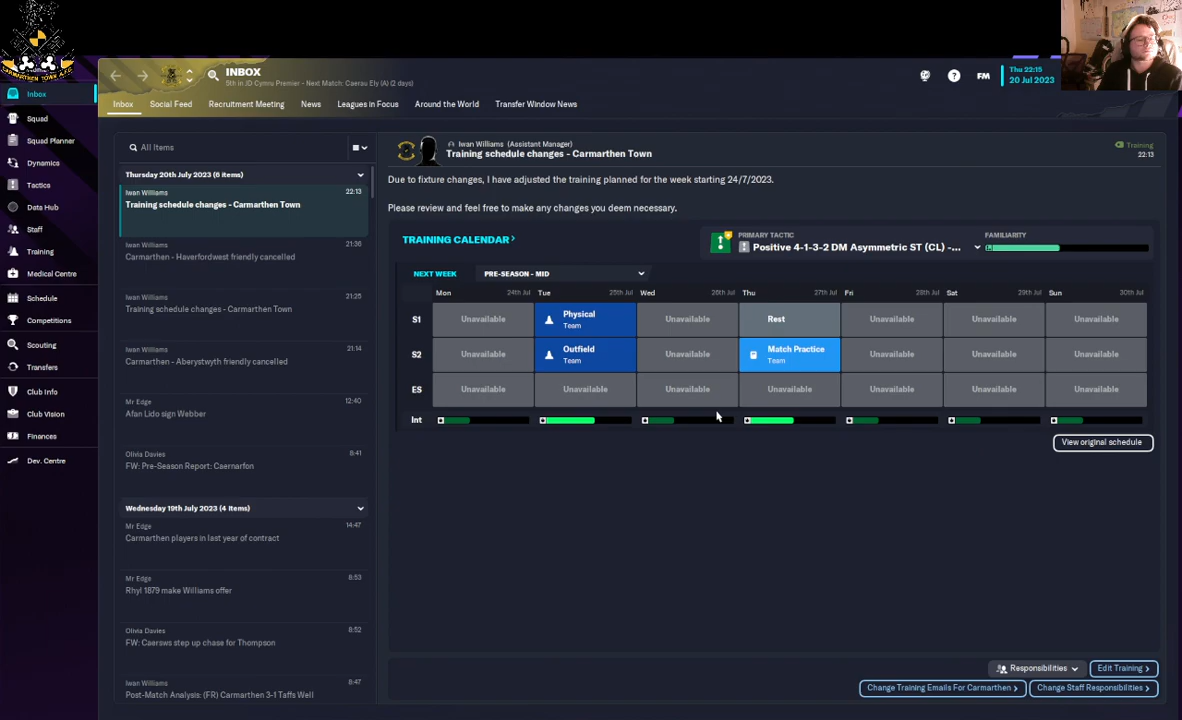 CARMARTHEN TOWN A.F.C.
INBOX
5th in JD Cymru Premier - Next Match: Caerau Ely (A) (2 days)
FM
Thu 22:15
20 Jul 2023
Inbox
Social Feed
Recruitment Meeting
News
Leagues in Focus
Around the World
Transfer Window News
Inbox
Squad
Squad Planner
Dynamics
Tactics
Data Hub
Staff
Training
Medical Centre
Schedule
Competitions
Scouting
Transfers
Club Info
Club Vision
Finances
Dev. Centre
All Items
Thursday 20th July 2023 (6 items)
Iwan Williams 22:13
Training schedule changes - Carmarthen Town
Iwan Williams 21:36
Carmarthen - Haverfordwest friendly cancelled
Iwan Williams 21:25
Training schedule changes - Carmarthen Town
Iwan Williams 21:14
Carmarthen - Aberystwyth friendly cancelled
Mr Edge 12:40
Afan Lido sign Webber
Olivia Davies 8:41
FW: Pre-Season Report: Caernarfon
Wednesday 19th July 2023 (4 items)
Mr Edge 14:47
Carmarthen players in last year of contract
Mr Edge 8:53
Rhyl 1879 make Williams offer
Olivia Davies 8:52
FW: Caersws step up chase for Thompson
Iwan Williams 8:47
Post-Match Analysis: (FR) Carmarthen 3-1 Taffs Well
Iwan Williams (Assistant Manager)
Training schedule changes - Carmarthen Town
Training
22:13
Due to fixture changes, I have adjusted the training planned for the week starting 24/7/2023.
Please review and feel free to make any changes you deem necessary.
TRAINING CALENDAR
PRIMARY TACTIC
Positive 4-1-3-2 DM Asymmetric ST (CL) -...
FAMILIARITY
NEXT WEEK
PRE-SEASON - MID
Mon 24th Jul Tue 25th Jul Wed 26th Jul Thu 27th Jul Fri 28th Jul Sat 29th Jul Sun 30th Jul
S1 Unavailable Physical Team Unavailable Rest Unavailable Unavailable Unavailable
S2 Unavailable Outfield Team Unavailable Match Practice Team Unavailable Unavailable Unavailable
ES Unavailable Unavailable Unavailable Unavailable Unavailable Unavailable Unavailable
Int
View original schedule
Responsibilities
Edit Training
Change Training Emails For Carmarthen
Change Staff Responsibilities